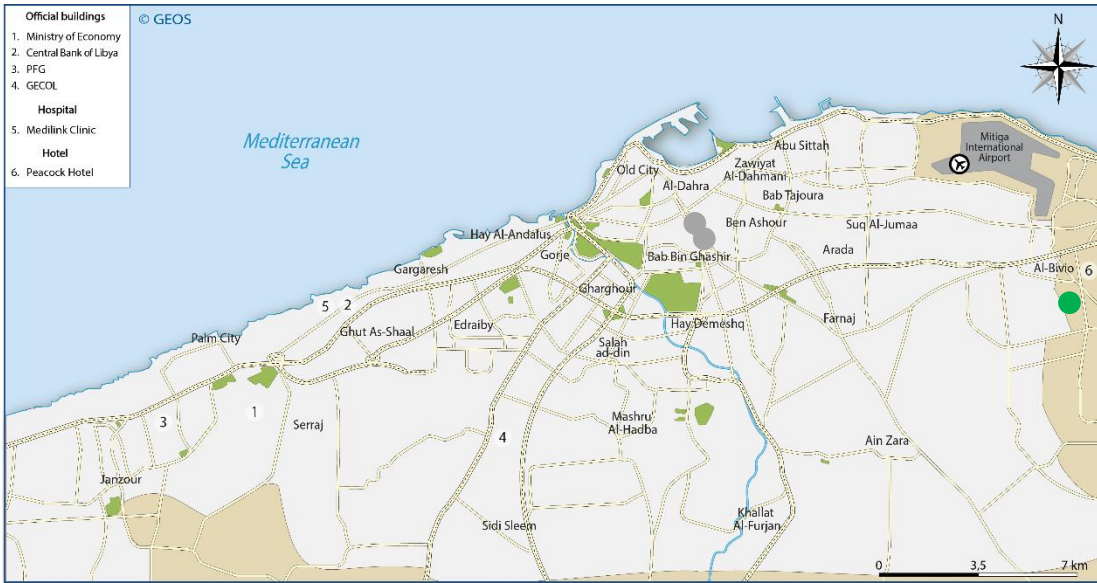 Official buildings
1. Ministry of Economy
2. Central Bank of Libya
3. PFG
4. GECOL
Hospital
5. Medilink Clinic
Hotel
6. Peacock Hotel
© GEOS
N
Mediterranean
Sea
Mitiga
International
Airport
Abu Sittah
Old City
Zawiyat
Al-Dahmani
Al-Dahra
Bab Tajoura
Ben Ashour
Suq Al-Jumaa
Hay Al-Andalus
Gorje
Bab Bin Ghashir
Arada
Gargaresh
Al-Bivio
6
Gharghour
5 2
Ghut As-Shaal
Edraiby
Hay Demeshq
Farnaj
Palm City
Salah
ad-din
1
Mashru
Al-Hadba
3
Serraj
4
Ain Zara
Janzour
Khallat
Al-Furjan
Sidi Sleem
0 3,5 7 km